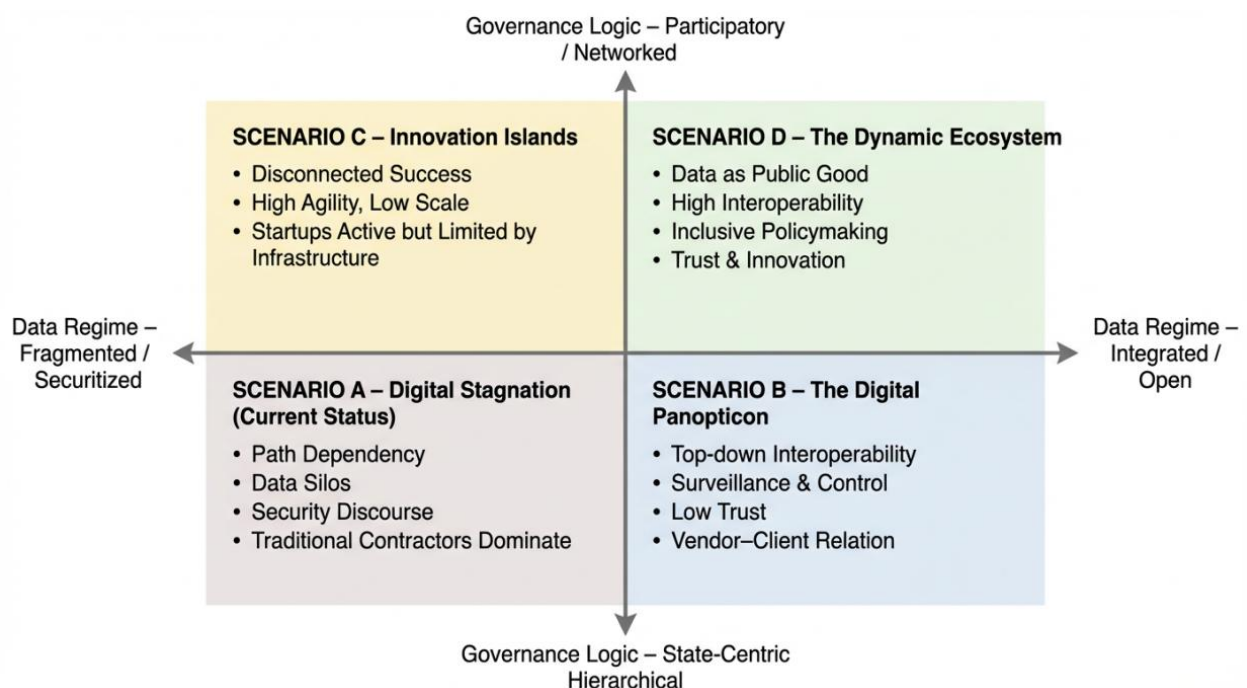 Governance Logic – Participatory
/ Networked
SCENARIO C – Innovation Islands
• Disconnected Success
• High Agility, Low Scale
• Startups Active but Limited by
Infrastructure
SCENARIO D – The Dynamic Ecosystem
• Data as Public Good
• High Interoperability
• Inclusive Policymaking
• Trust & Innovation
Data Regime –
Fragmented /
Securitized
Data Regime –
Integrated /
Open
SCENARIO A – Digital Stagnation
(Current Status)
• Path Dependency
• Data Silos
• Security Discourse
• Traditional Contractors Dominate
SCENARIO B – The Digital
Panopticon
• Top-down Interoperability
• Surveillance & Control
• Low Trust
• Vendor–Client Relation
Governance Logic – State-Centric
Hierarchical